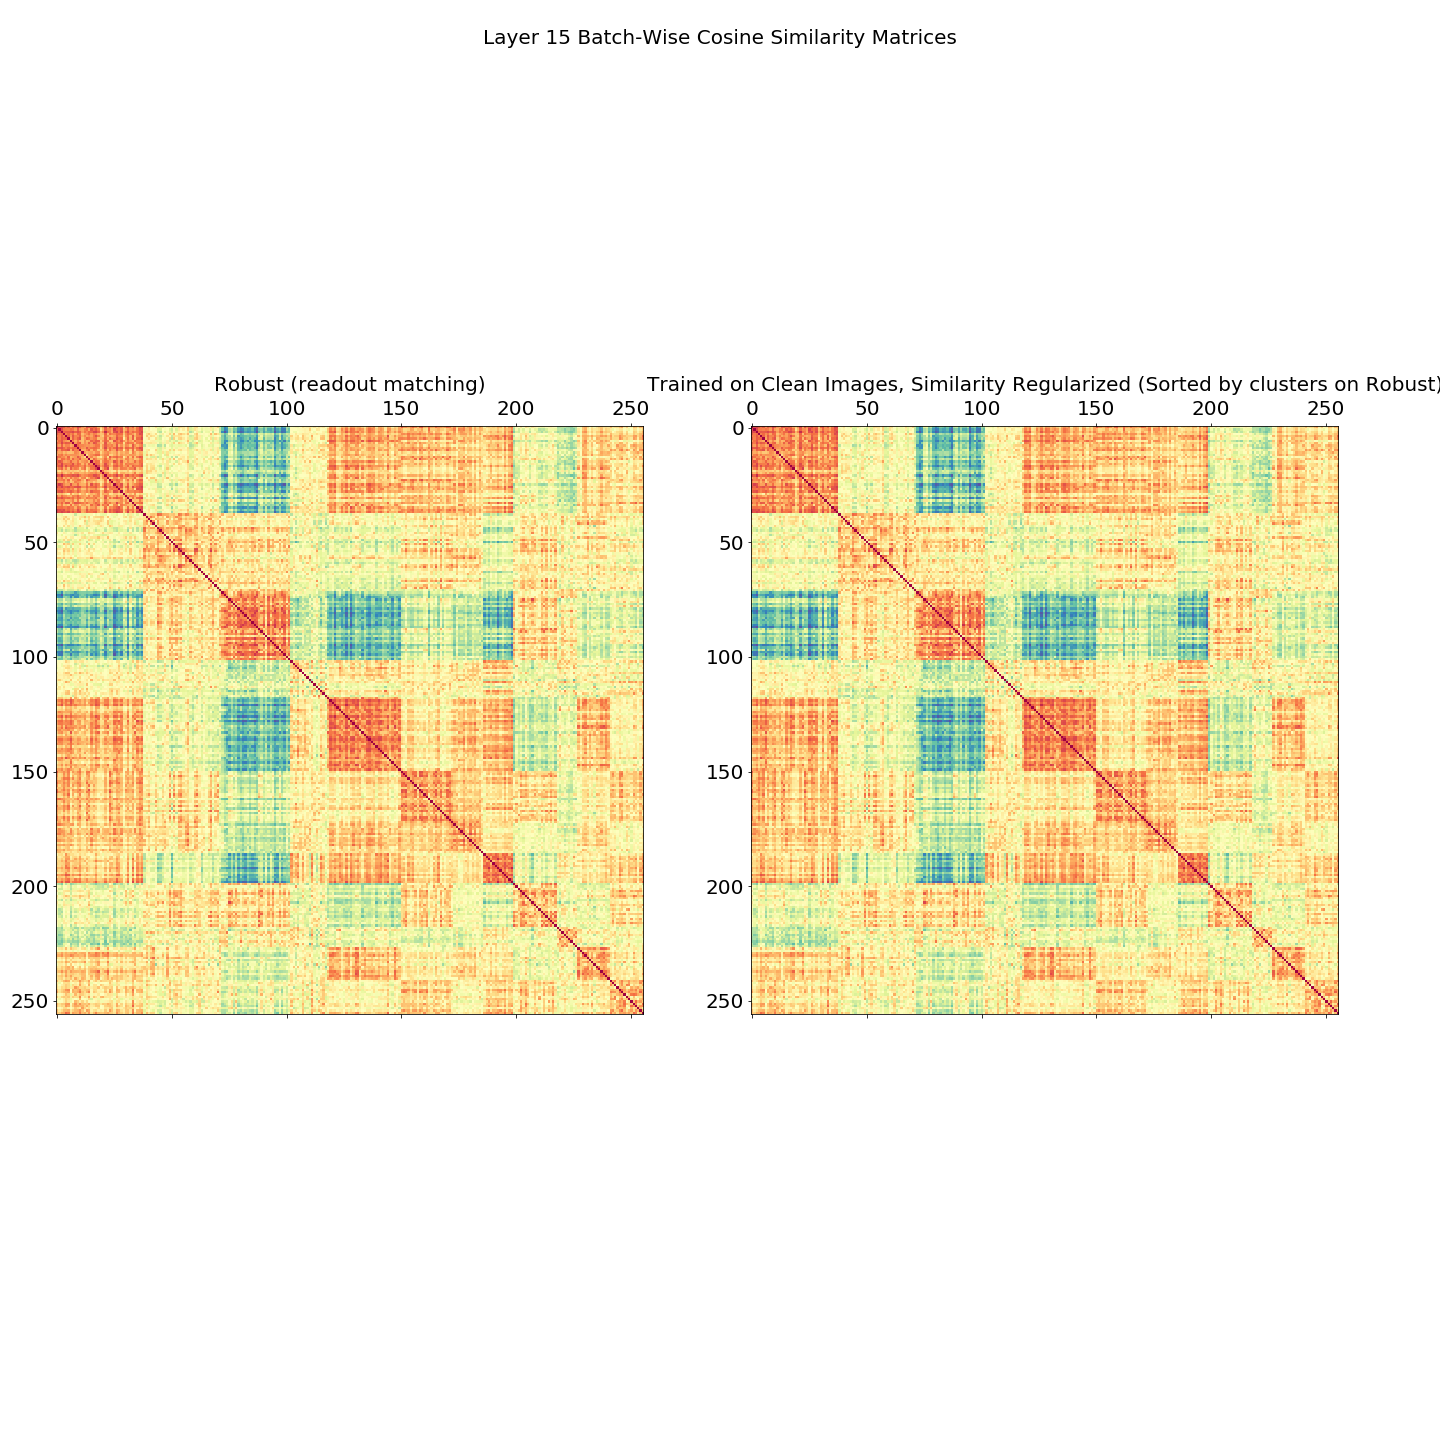 Layer 15 Batch-Wise Cosine Similarity Matrices
Robust (readout matching)
Trained on Clean Images, Similarity Regularized (Sorted by clusters on Robust)
0 50 100 150 200 250
0 50 100 150 200 250
0
50
100
150
200
250
0
50
100
150
200
250